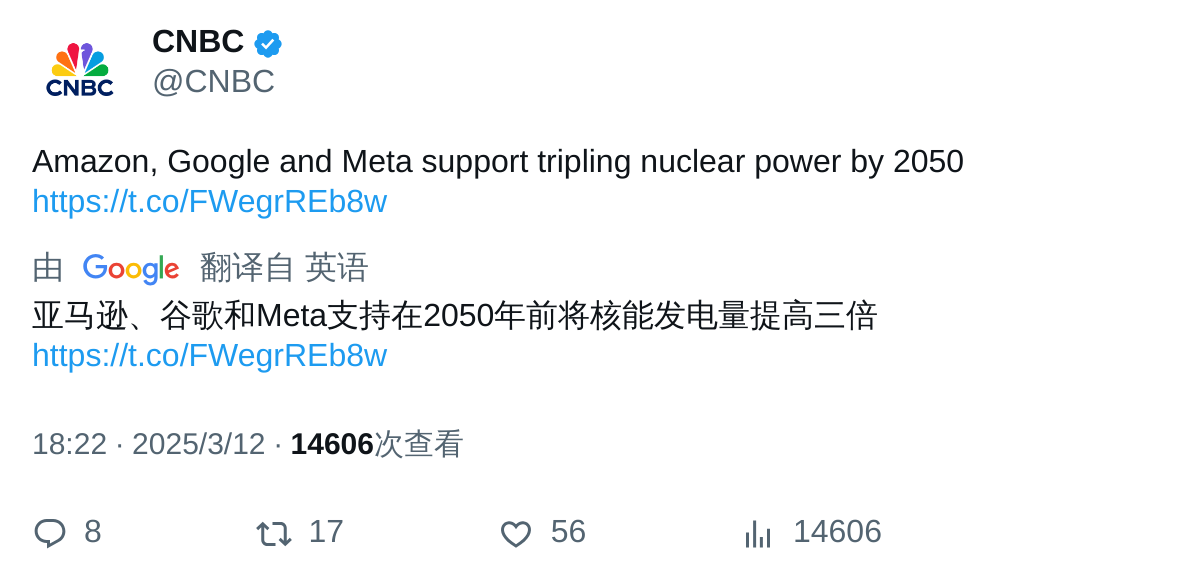 CNBC
CNBC
@CNBC
Amazon, Google and Meta support tripling nuclear power by 2050
https://t.co/FWegrREb8w
由 Google 翻译自 英语
亚马逊、谷歌和Meta支持在2050年前将核能发电量提高三倍
https://t.co/FWegrREb8w
18:22 · 2025/3/12 · 14606次查看
8 17 56 14606